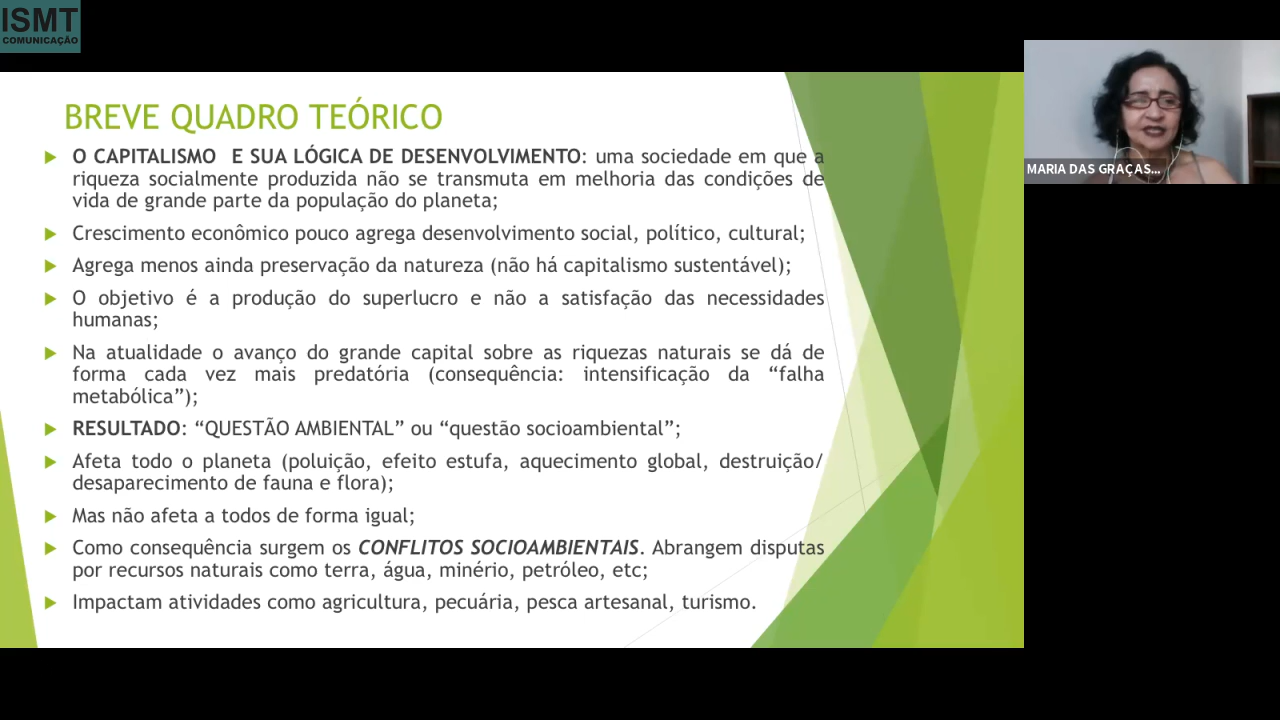 ISMT
COMUNICAÇÃO
BREVE QUADRO TEÓRICO
O CAPITALISMO E SUA LÓGICA DE DESENVOLVIMENTO: uma sociedade em que a
riqueza socialmente produzida não se transmuta em melhoria das condições de
vida de grande parte da população do planeta;
Crescimento econômico pouco agrega desenvolvimento social, político, cultural;
Agrega menos ainda preservação da natureza (não há capitalismo sustentável);
O objetivo é a produção do superlucro e não a satisfação das necessidades
humanas;
Na atualidade o avanço do grande capital sobre as riquezas naturais se dá de
forma cada vez mais predatória (consequência: intensificação da “falha
metabólica”);
RESULTADO: “QUESTÃO AMBIENTAL” ou “questão socioambiental”;
Afeta todo o planeta (poluição, efeito estufa, aquecimento global, destruição/
desaparecimento de fauna e flora);
Mas não afeta a todos de forma igual;
Como consequência surgem os CONFLITOS SOCIOAMBIENTAIS. Abrangem disputas
por recursos naturais como terra, água, minério, petróleo, etc;
Impactam atividades como agricultura, pecuária, pesca artesanal, turismo.
MARIA DAS GRAÇAS...